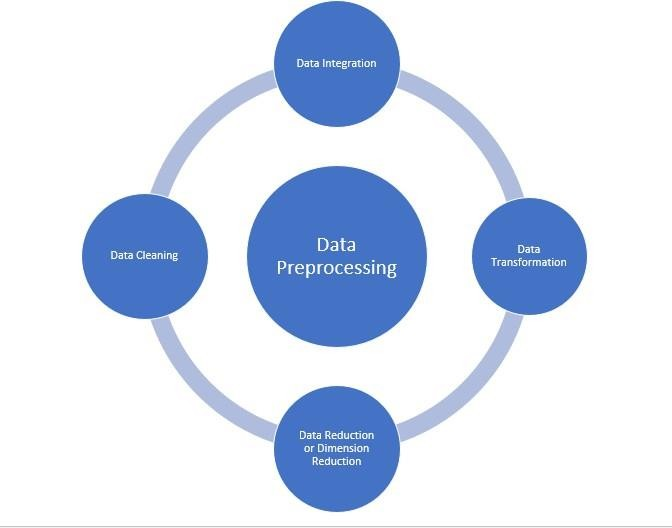 Data Integration
Data Cleaning
Data
Preprocessing
Data
Transformation
Data Reduction
or Dimension
Reduction